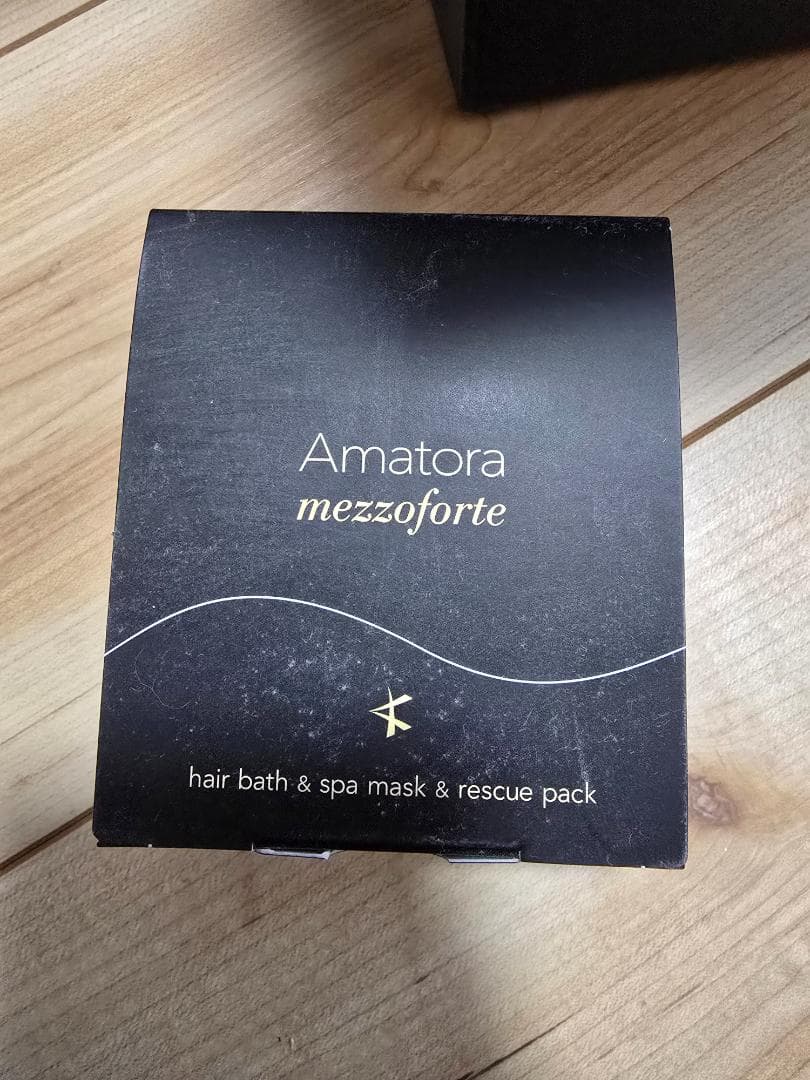 Amatora
mezzoforte
hair bath & spa mask & rescue pack